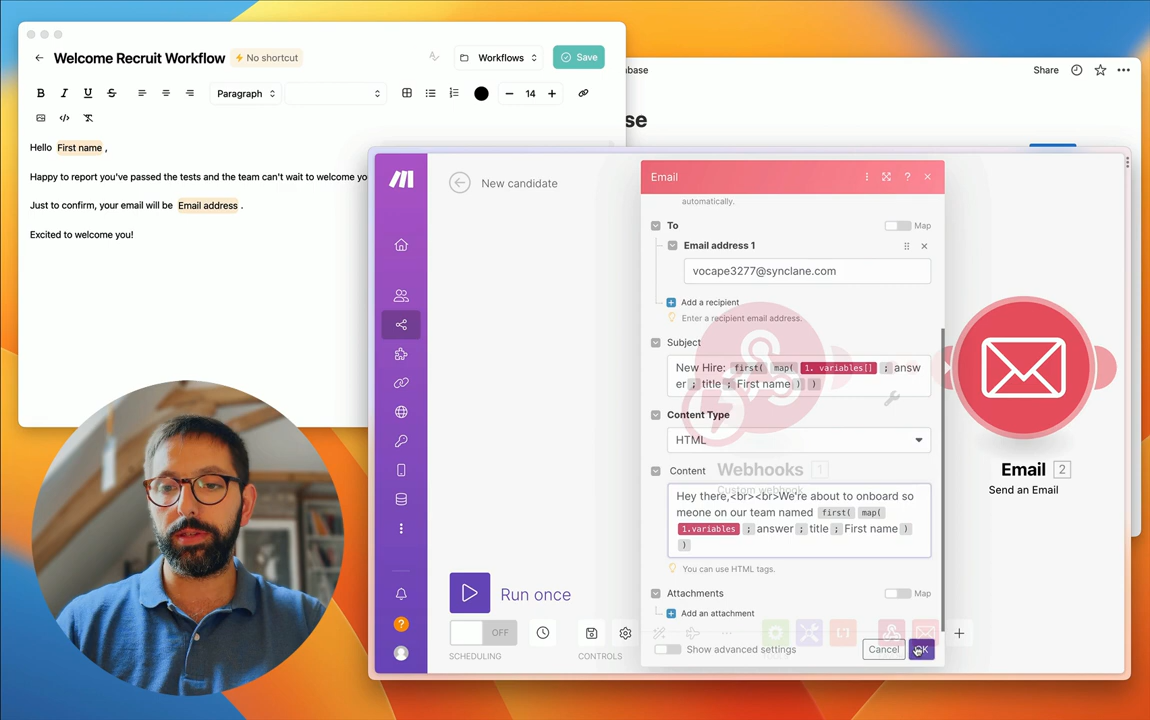 Welcome Recruit Workflow
No shortcut
Workflows
Save
Paragraph
14
Hello First name ,
Happy to report you've passed the tests and the team can't wait to welcome yo
Just to confirm, your email will be Email address .
Excited to welcome you!
base
Share
se
New candidate
Email
automatically.
To
Map
Email address 1
vocape3277@synclane.com
Add a recipient
Enter a recipient email address.
Subject
New Hire: first( map( 1. variables[] ; answ
er ; title ; First name ) )
Content Type
HTML
Content
Hey there,<br><br>We're about to onboard so
meone on our team named first( map(
1.variables ; answer ; title ; First name )
)
You can use HTML tags.
Attachments
Map
Add an attachment
Show advanced settings
Cancel
OK
Webhooks 1
Custom webhook
Email 2
Send an Email
Run once
OFF
SCHEDULING
CONTROLS